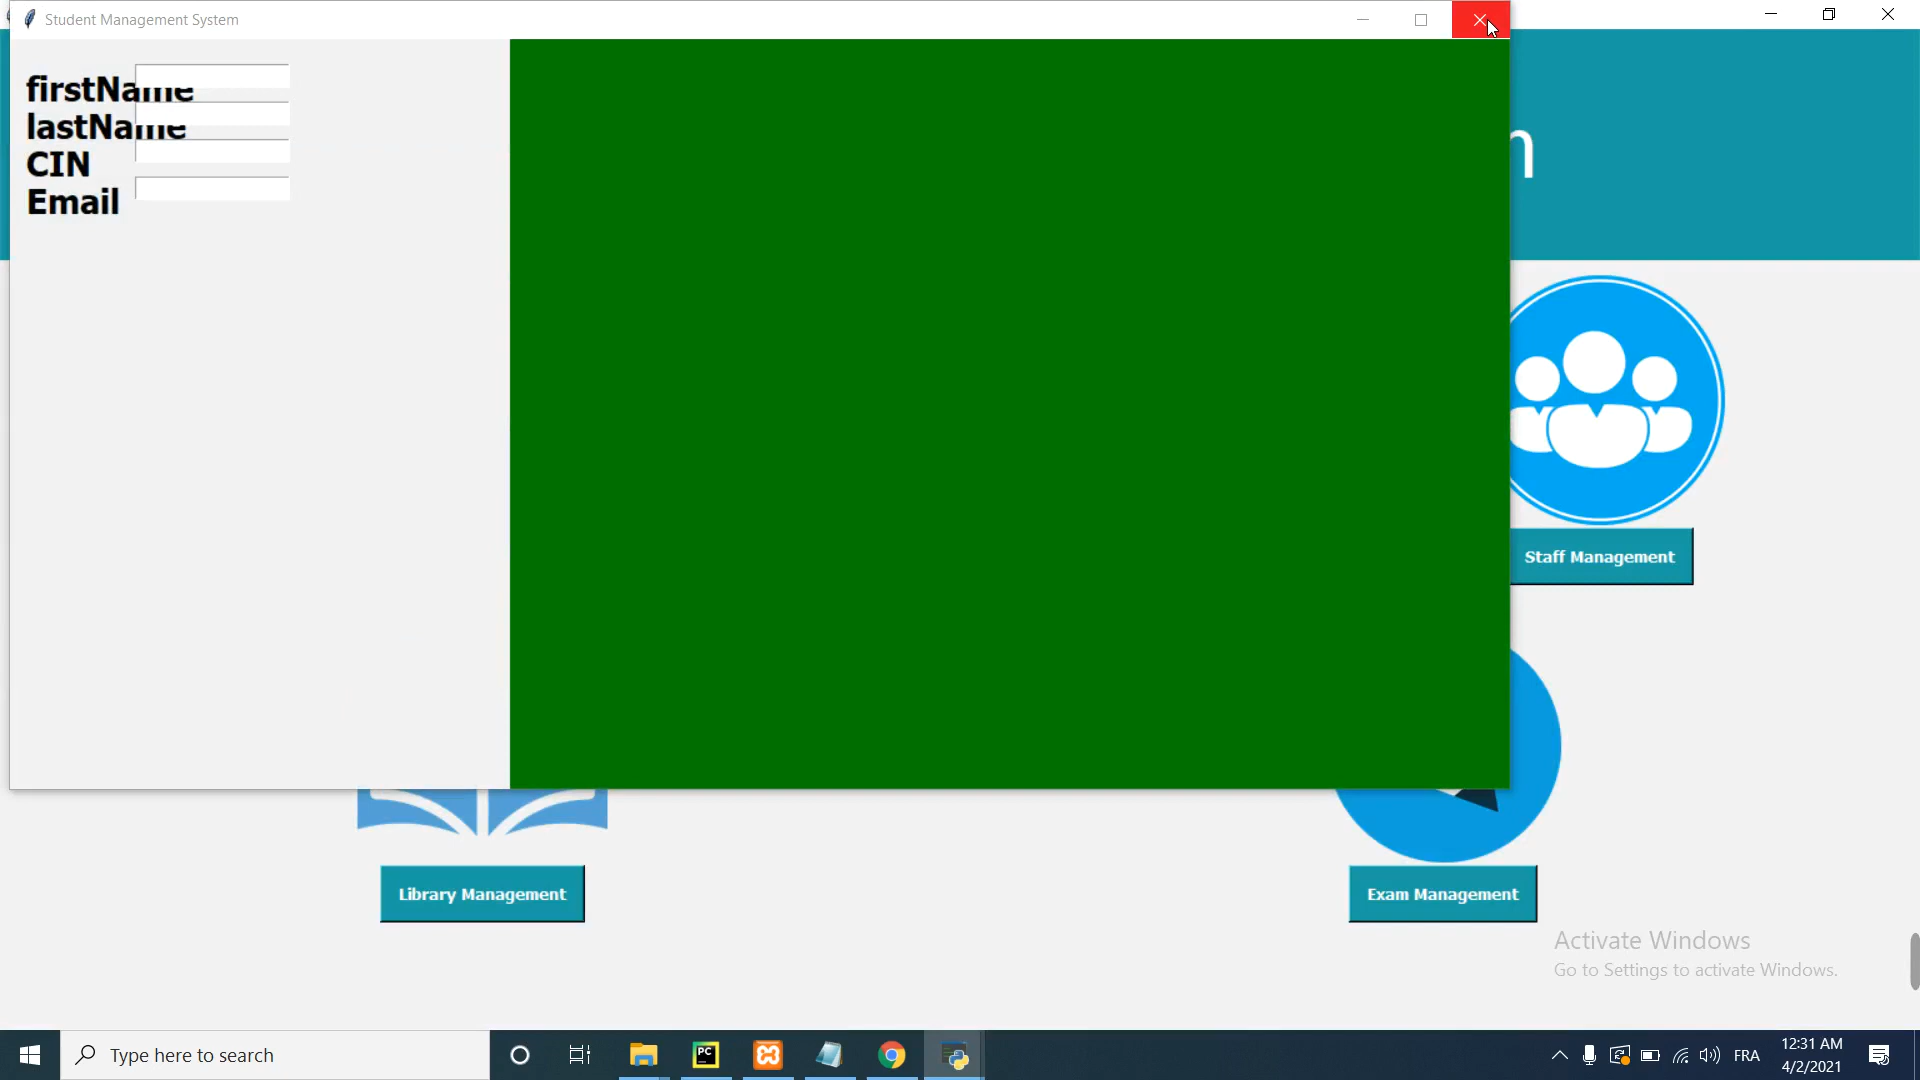 Student Management System
firstName
lastName
CIN
Email
n
Staff Management
Library Management
Exam Management
Activate Windows
Go to Settings to activate Windows.
Type here to search
PC
FRA
12:31 AM
4/2/2021